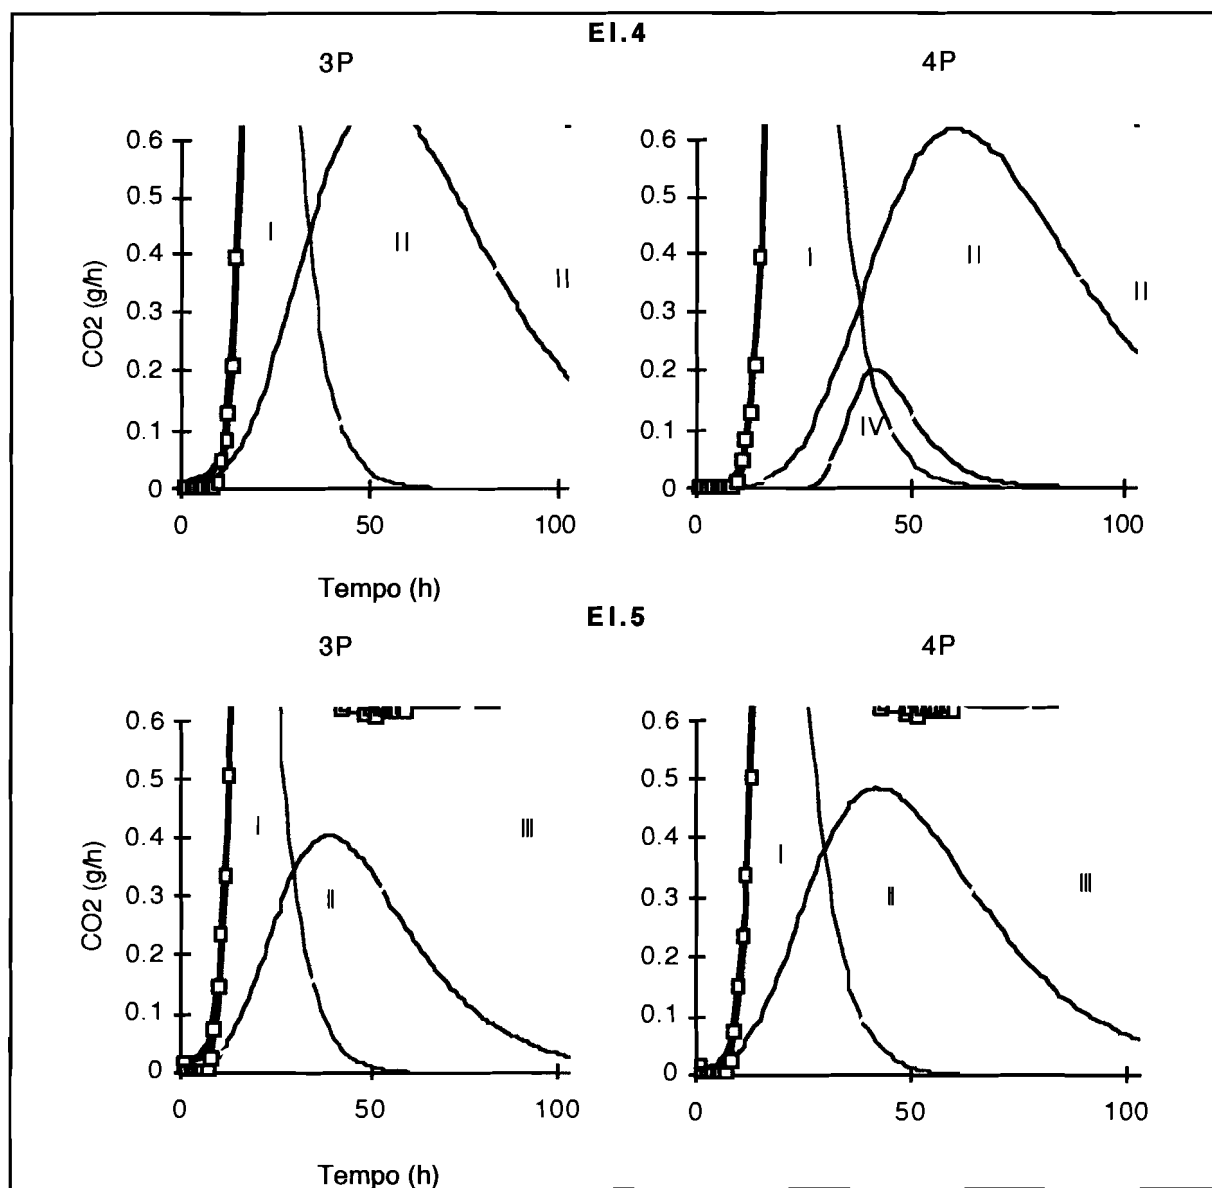 EI.4
3P 4P
0.6 0.6
0.5 0.5
I II 0.4 I II 0.4
II II
CO2 (g/h)
0.3 0.3
0.2 0.2
IV
0.1 0.1
0 0
0 50 100 0 50 100
Tempo (h)
EI.5
3P 4P
0.6 0.6
0.5 0.5
0.4 I III 0.4 I
CO2 (g/h)
0.3 II 0.3 II III
0.2 0.2
0.1 0.1
0 0
0 50 100 0 50 100
Tempo (h)